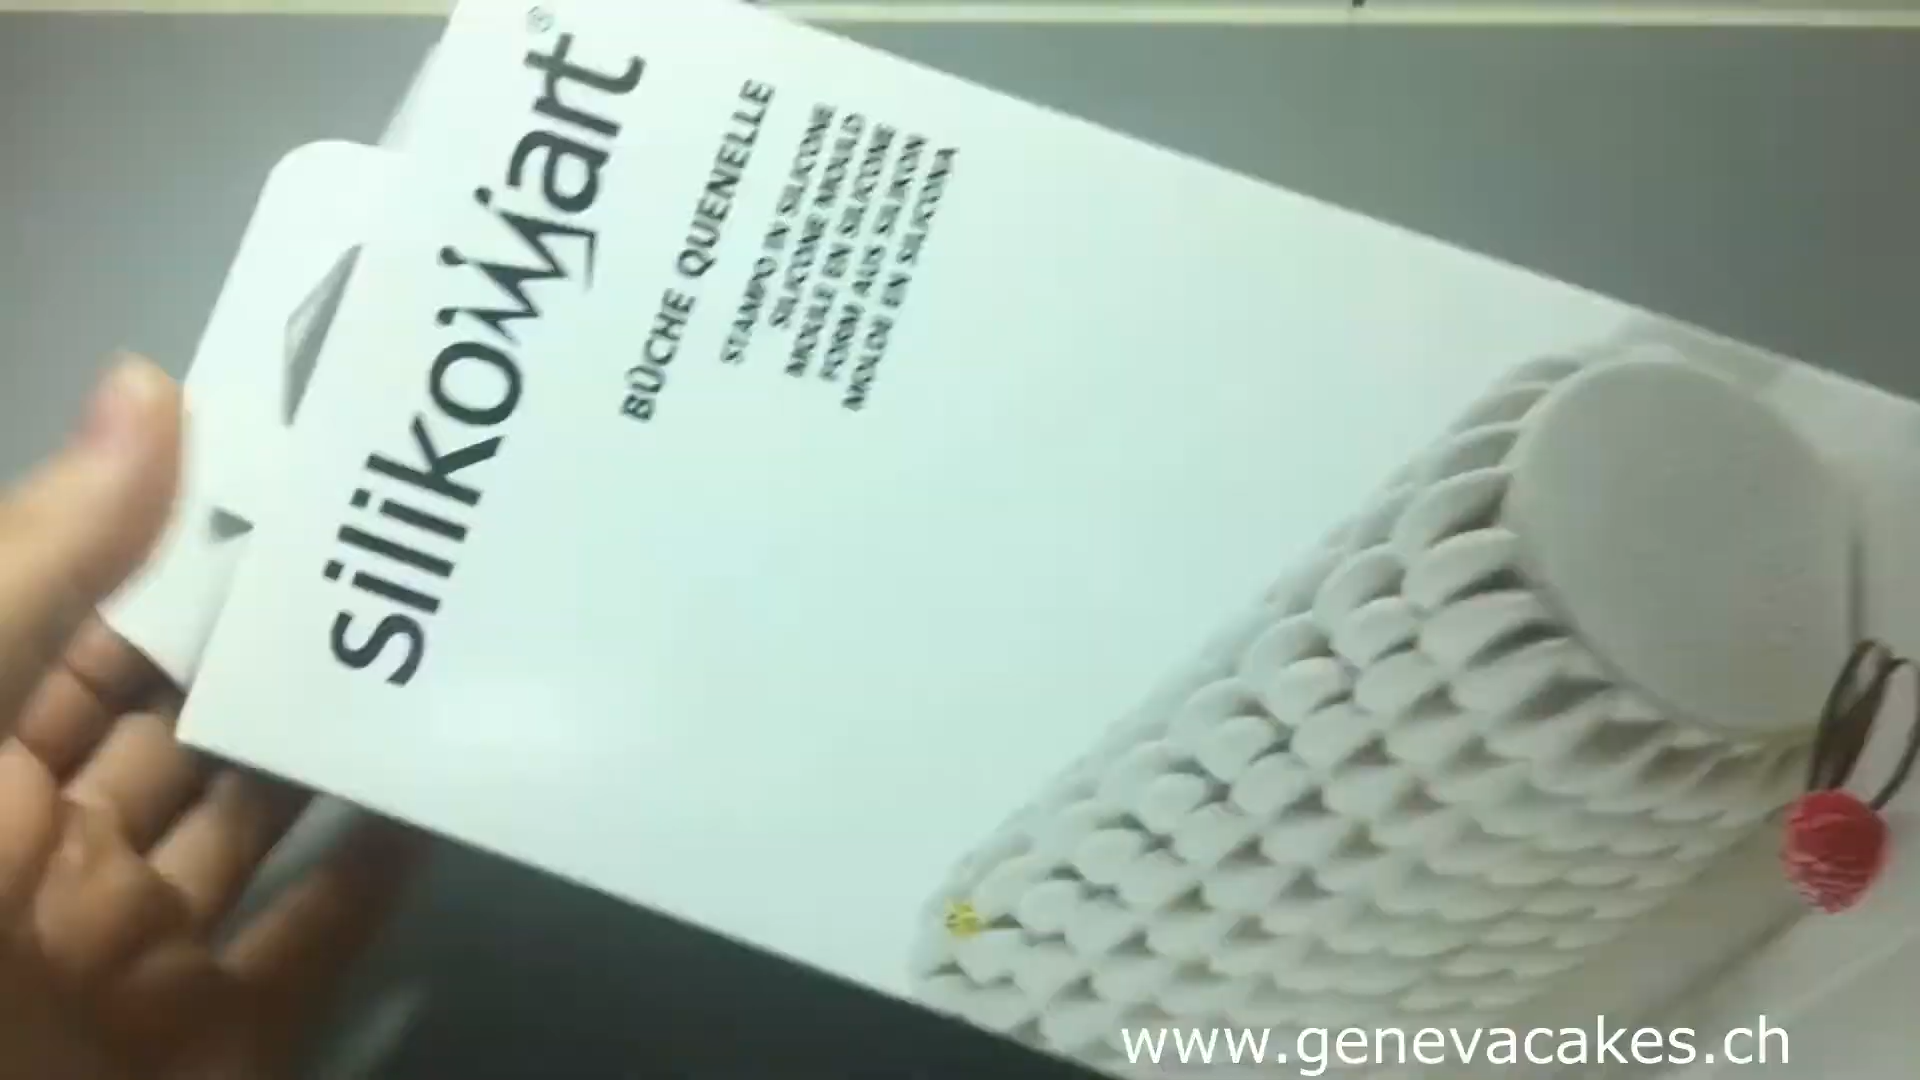 silikomart®
BÛCHE QUENELLE
STAMPO IN SILICONE
SILICONE MOULD
MOULE EN SILICONE
FORM AUS SILIKON
MOLDE EN SILICONA
www.genevacakes.ch